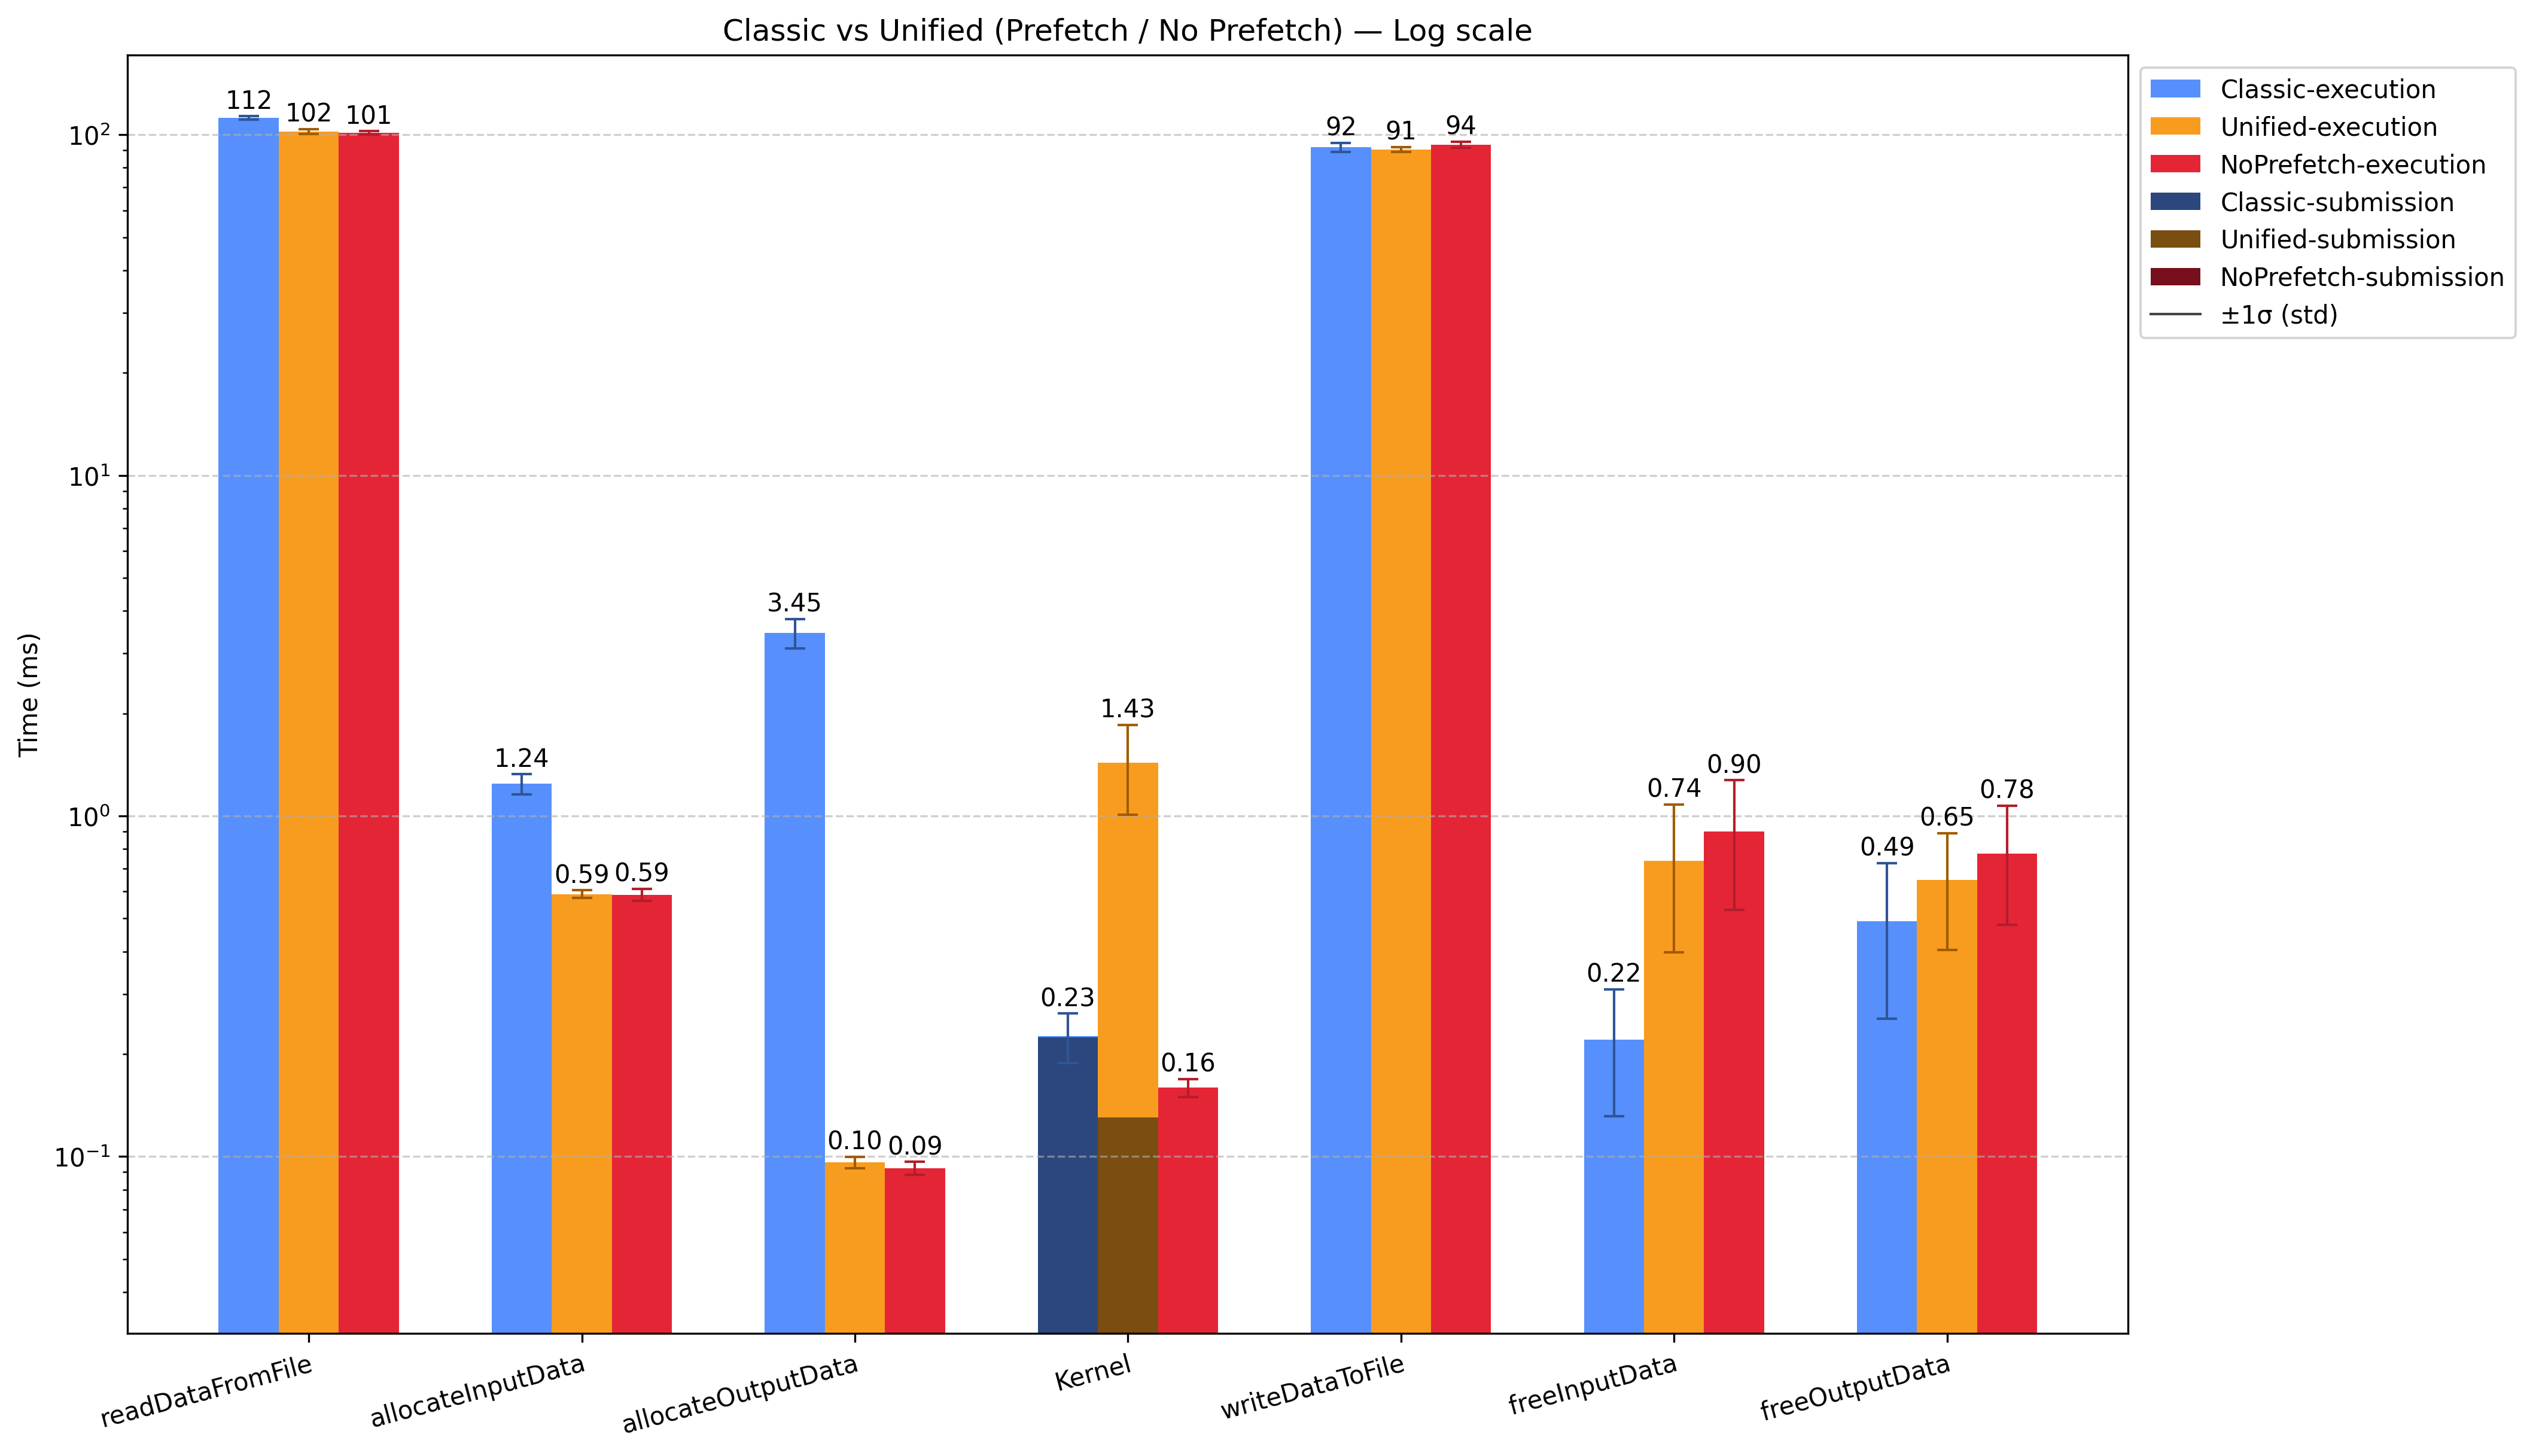 Classic vs Unified (Prefetch / No Prefetch) — Log scale
Time (ms)
10²
10¹
10⁰
10⁻¹
112
102
101
1.24
0.59
0.59
3.45
0.10
0.09
0.23
1.43
0.16
92
91
94
0.22
0.74
0.90
0.49
0.65
0.78
readDataFromFile
allocateInputData
allocateOutputData
Kernel
writeDataToFile
freeInputData
freeOutputData
Classic-execution
Unified-execution
NoPrefetch-execution
Classic-submission
Unified-submission
NoPrefetch-submission
±1σ (std)